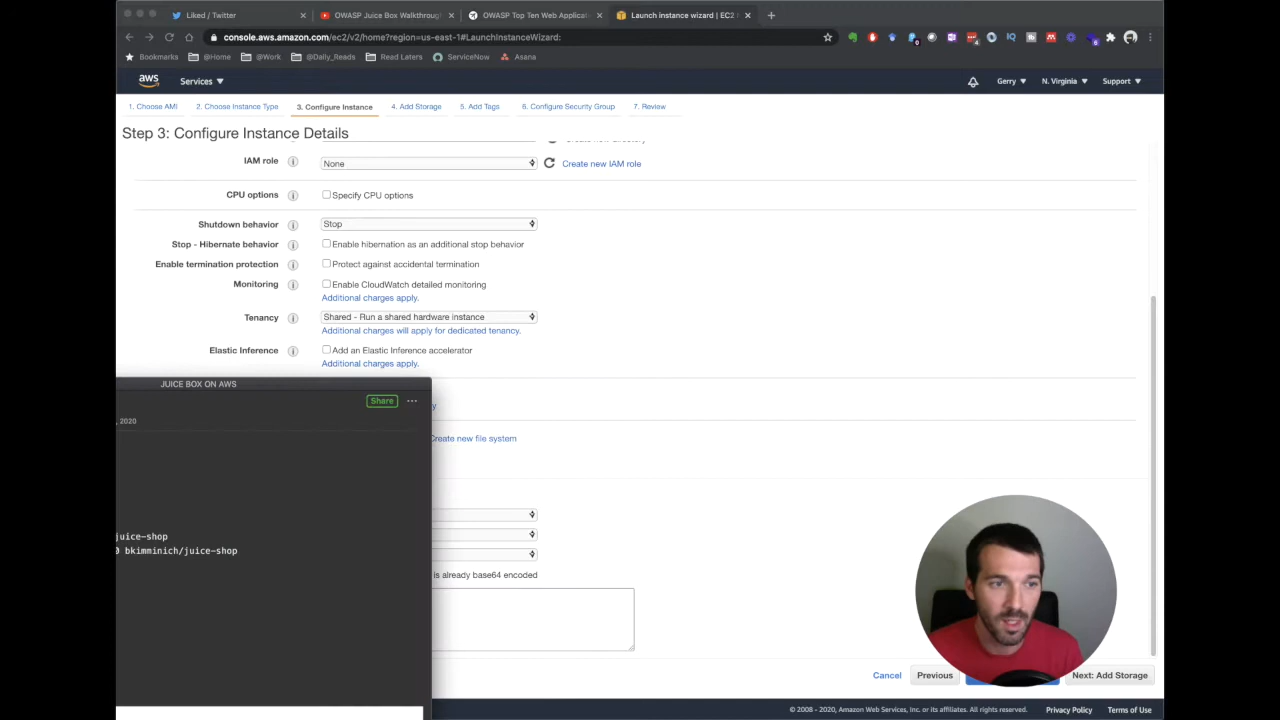 Liked / Twitter
OWASP Juice Box Walkthroug
OWASP Top Ten Web Applicat
Launch instance wizard | EC2
console.aws.amazon.com/ec2/v2/home?region=us-east-1#LaunchInstanceWizard:
Bookmarks @Home @Work @Daily_Reads Read Laters ServiceNow Asana
aws Services Gerry N. Virginia Support
1. Choose AMI 2. Choose Instance Type 3. Configure Instance 4. Add Storage 5. Add Tags 6. Configure Security Group 7. Review
Step 3: Configure Instance Details
IAM role None Create new IAM role
CPU options Specify CPU options
Shutdown behavior Stop
Stop - Hibernate behavior Enable hibernation as an additional stop behavior
Enable termination protection Protect against accidental termination
Monitoring Enable CloudWatch detailed monitoring
Additional charges apply.
Tenancy Shared - Run a shared hardware instance
Additional charges will apply for dedicated tenancy.
Elastic Inference Add an Elastic Inference accelerator
Additional charges apply.
JUICE BOX ON AWS
Share
, 2020
Create new file system
juice-shop
0 bkimminich/juice-shop
is already base64 encoded
Cancel Previous Next: Add Storage
© 2008 - 2020, Amazon Web Services, Inc. or its affiliates. All rights reserved. Privacy Policy Terms of Use